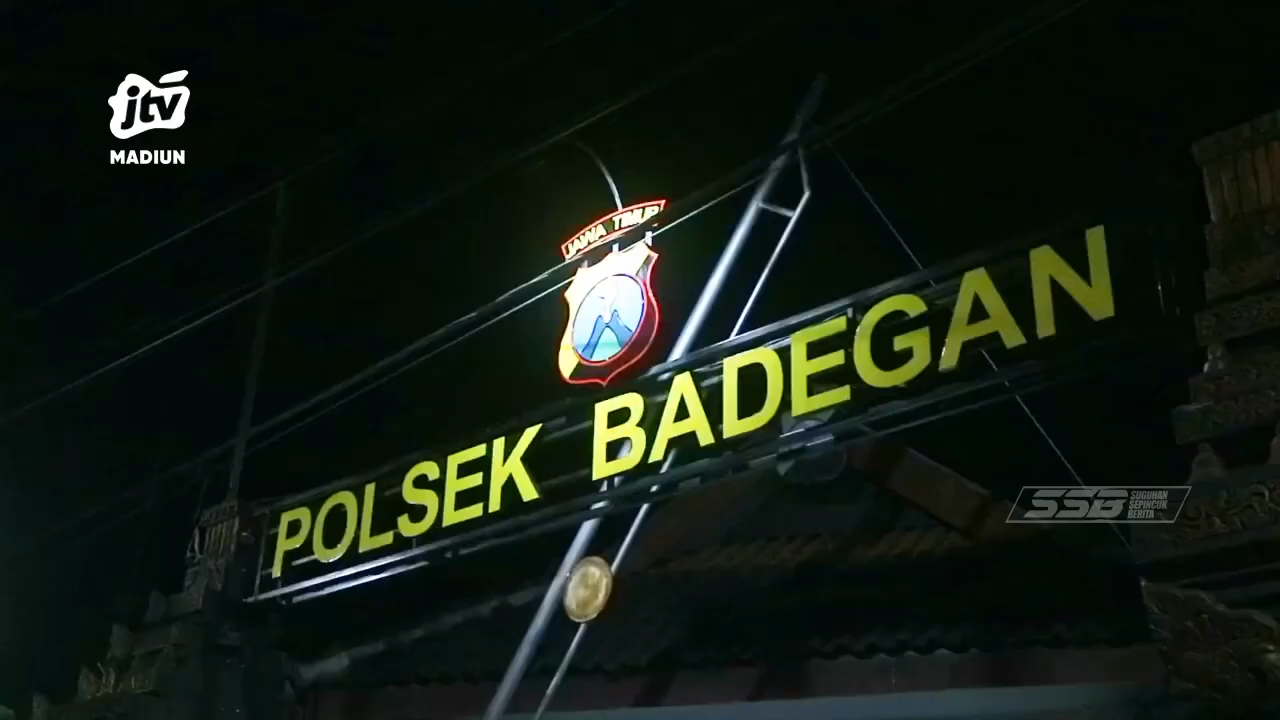 jtv
MADIUN
JAWA TIMUR
POLSEK BADEGAN
SSB SUGUHAN
SEPINCUK
BERITA